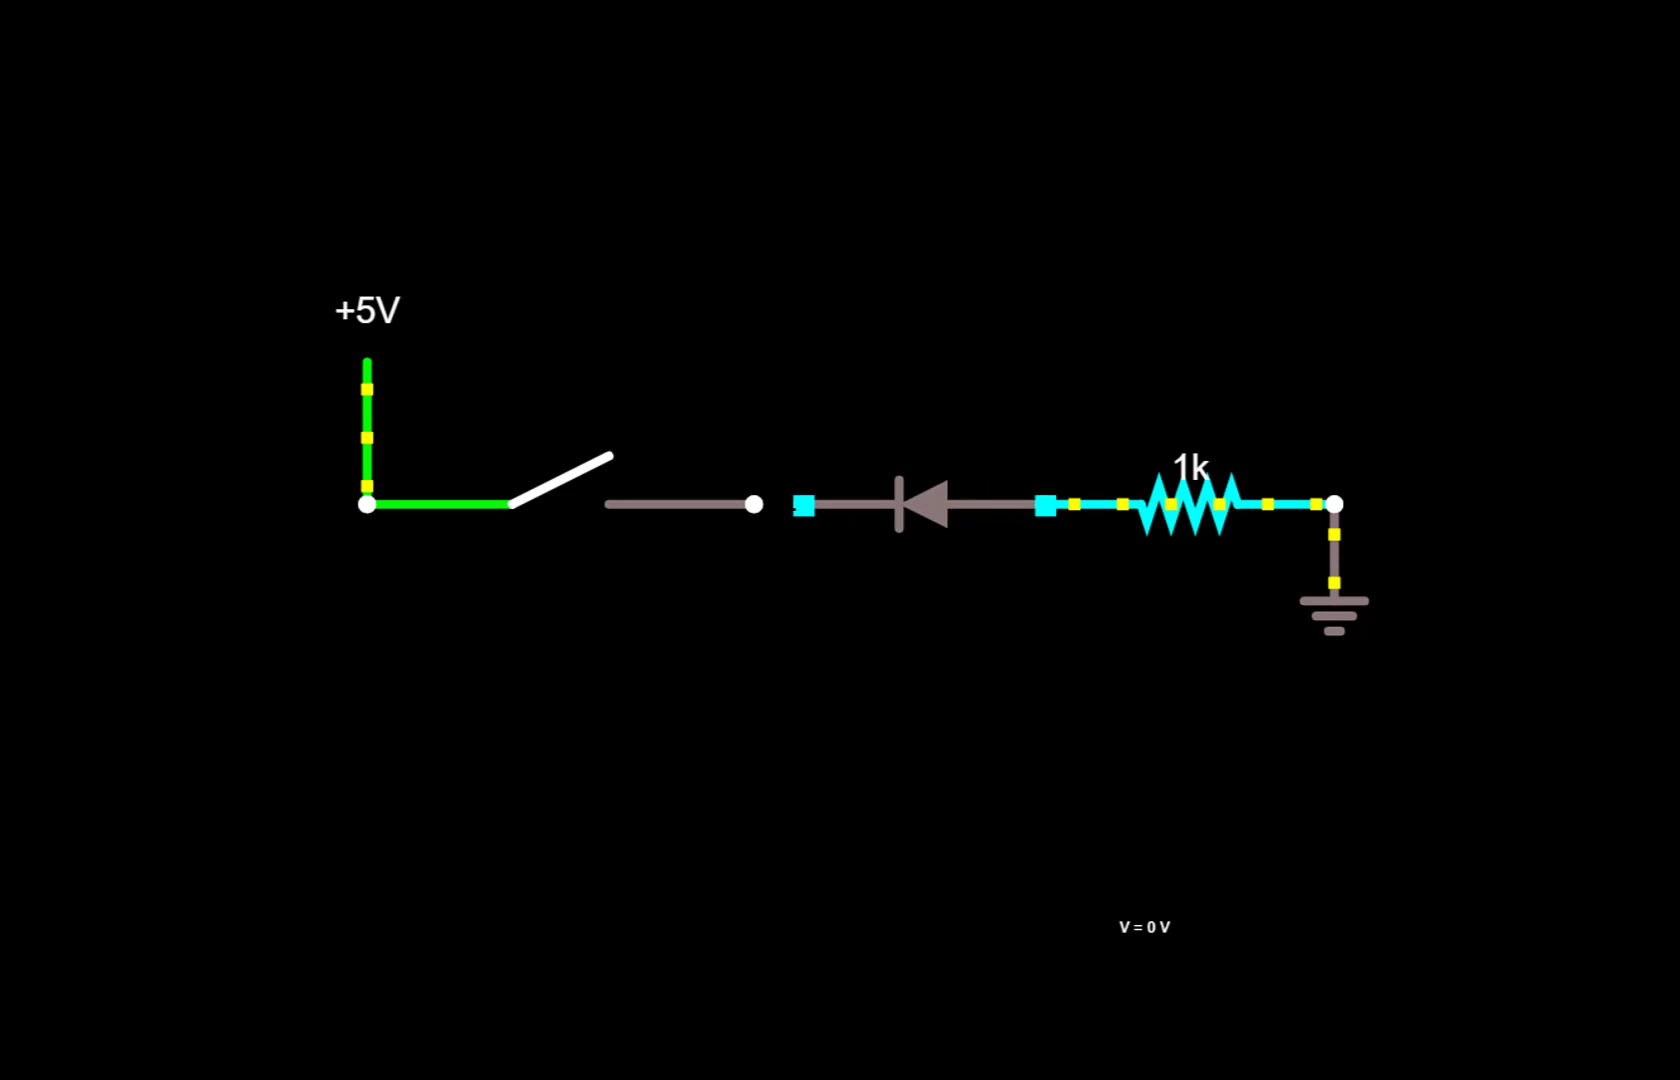 +5V
1k
V = 0 V